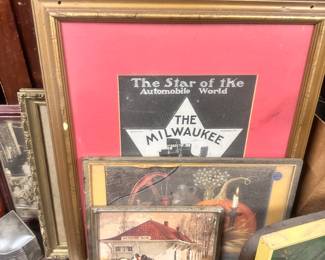 The Star of the
Automobile World
THE
MILWAUKEE